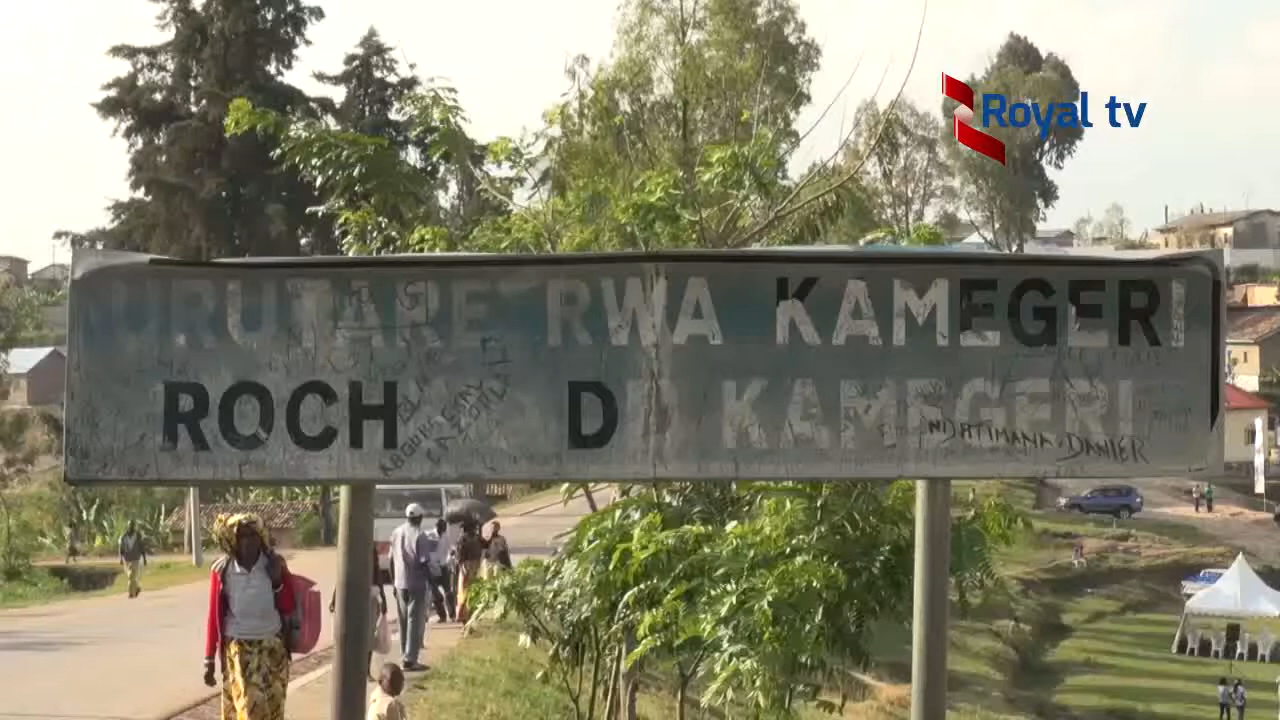 Royal tv
URUTARE RWA KAMEGERI
ROCH D KAMEGERI
NDATIMANA DANIER